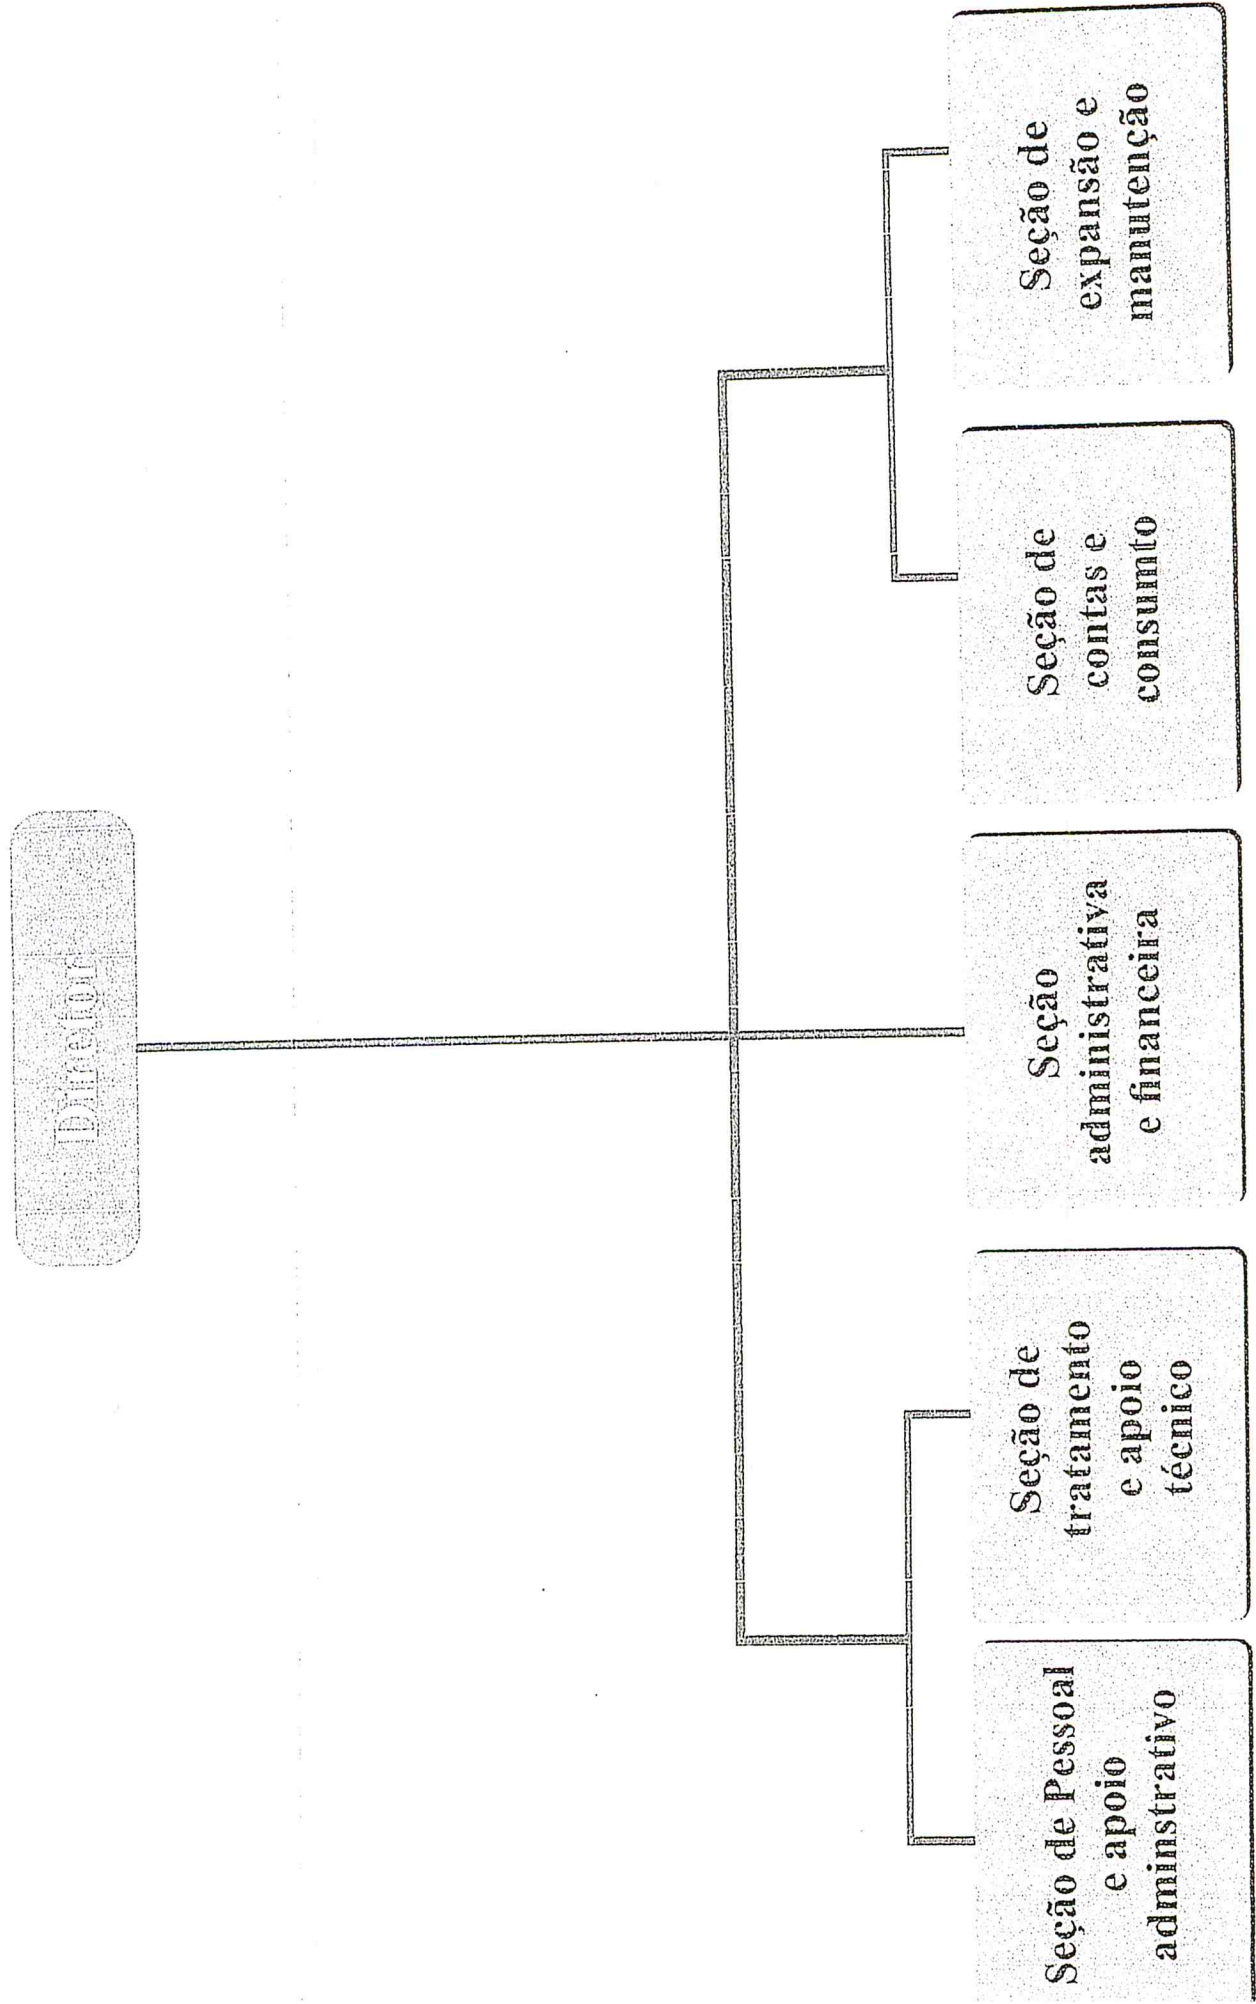 Diretor
Seção de Pessoal
e apoio
adminstrativo
Seção de
tratamento
e apoio
técnico
Seção
administrativa
e financeira
Seção de
contas e
consumto
Seção de
expansão e
manutenção